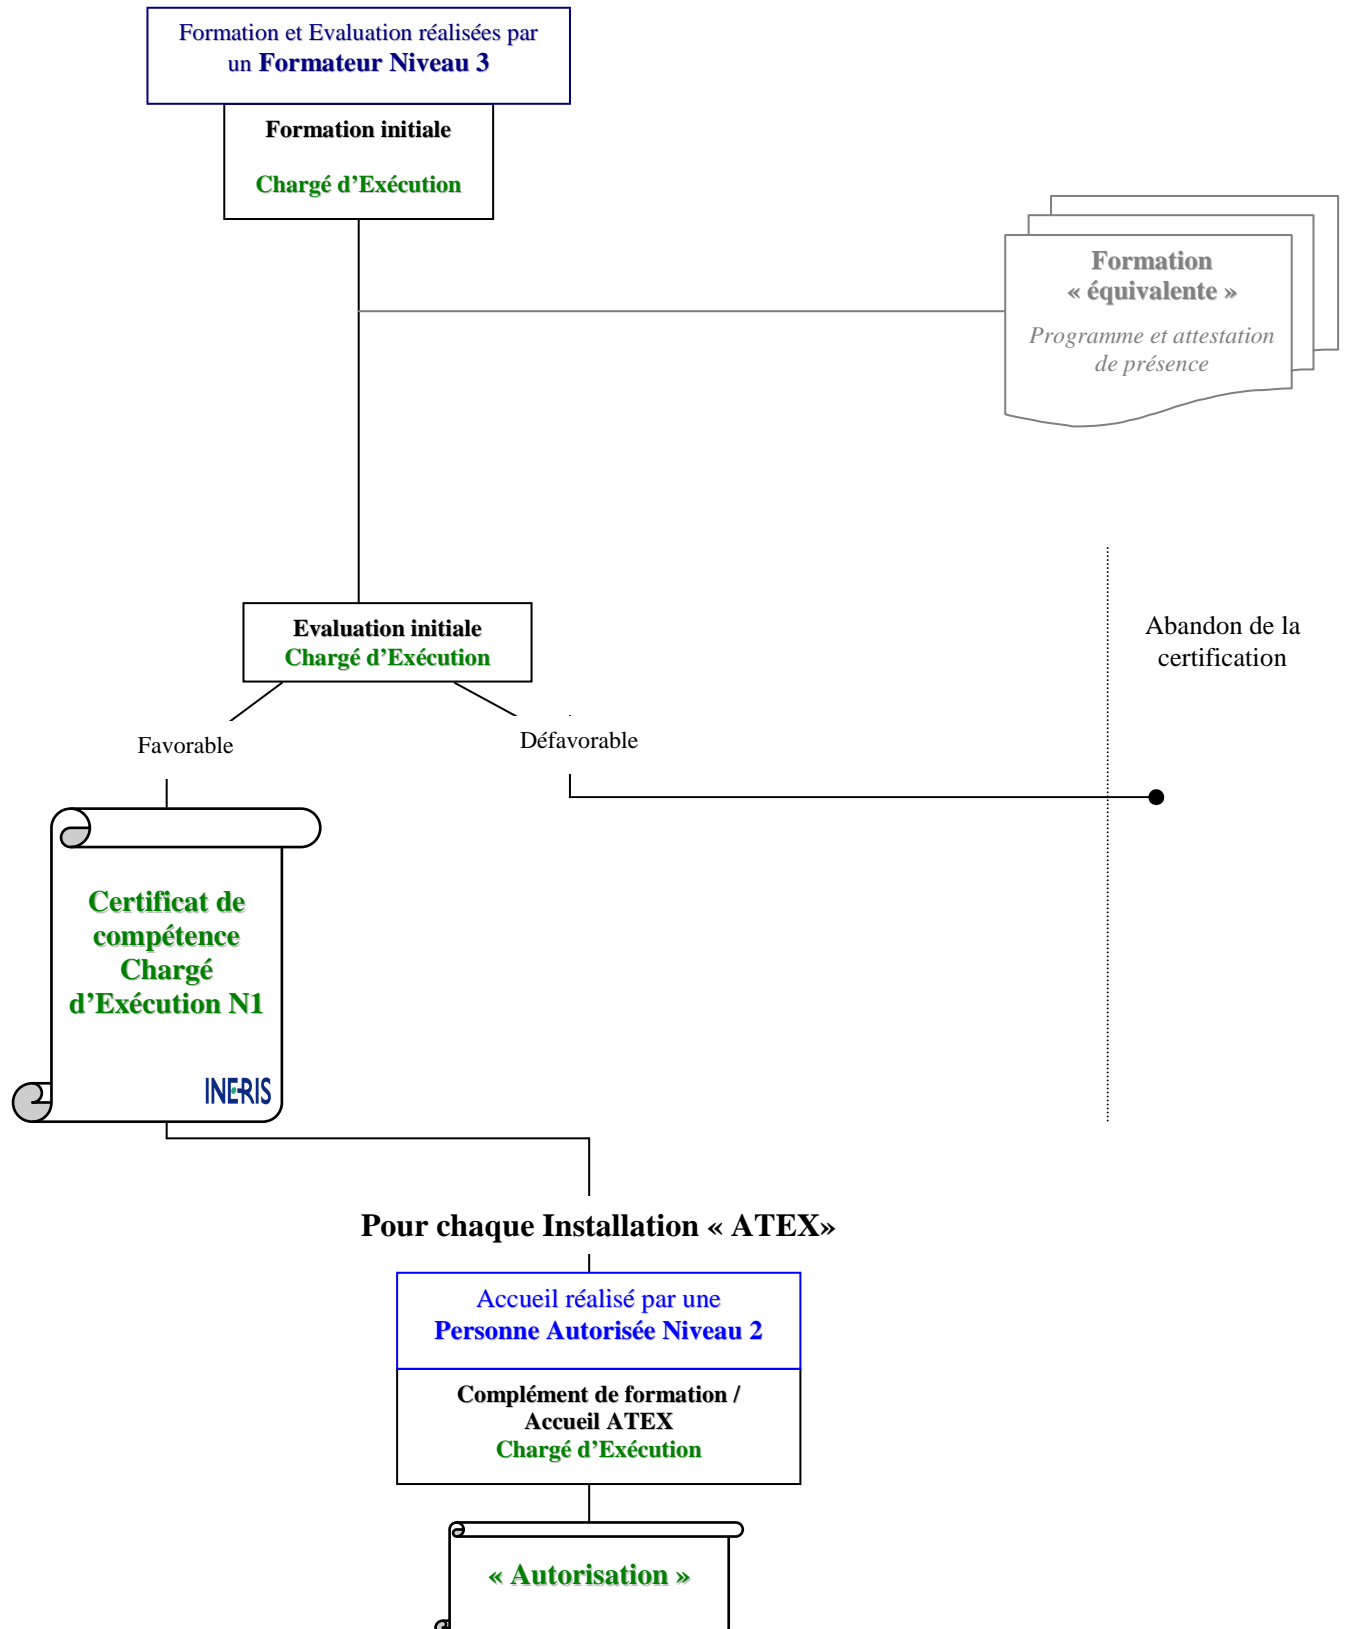 Formation et Evaluation réalisées par
un Formateur Niveau 3
Formation initiale
Chargé d’Exécution
Formation
« équivalente »
Programme et attestation
de présence
Evaluation initiale
Chargé d’Exécution
Abandon de la
certification
Favorable
Défavorable
Certificat de
compétence
Chargé
d’Exécution N1
INERIS
Pour chaque Installation « ATEX»
Accueil réalisé par une
Personne Autorisée Niveau 2
Complément de formation /
Accueil ATEX
Chargé d’Exécution
« Autorisation »